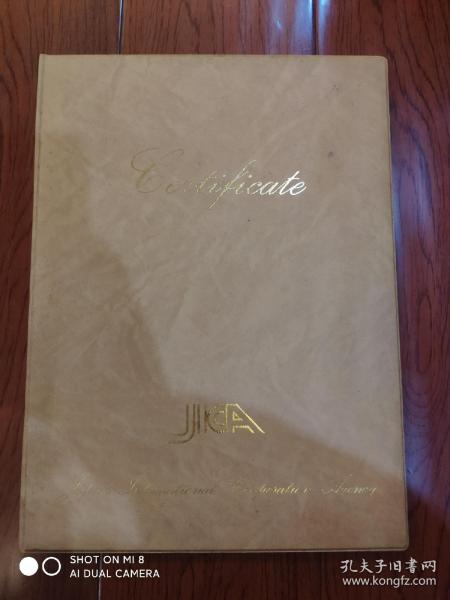 Certificate
JICA
Japan International Cooperation Agency
SHOT ON MI 8
AI DUAL CAMERA
孔夫子旧书网
www.kongfz.com